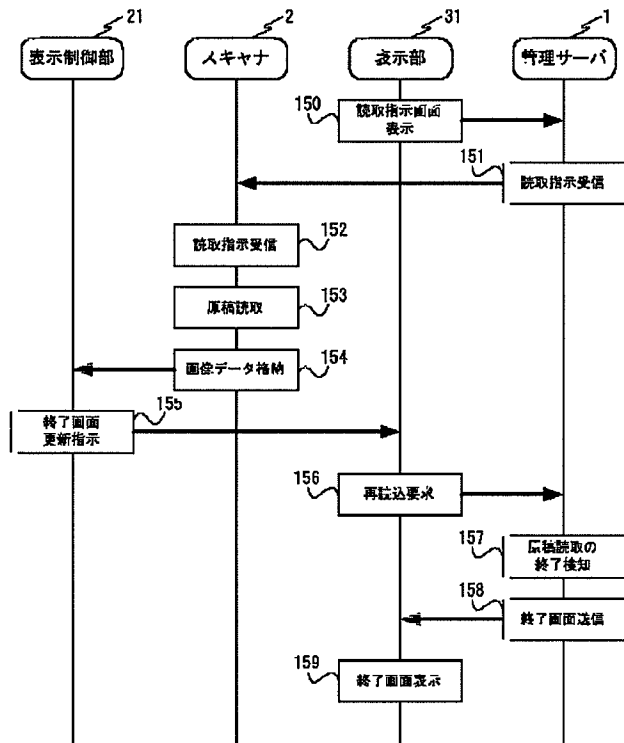 21
2
31
1
表示制御部
スキャナ
表示部
管理サーバ
150
読取指示画面
表示
151
読取指示受信
読取指示受信
152
原稿読取
153
画像データ格納
154
155
終了画面
更新指示
156
再読込要求
157
原稿読取の
終了検知
158
終了画面送信
159
終了画面表示